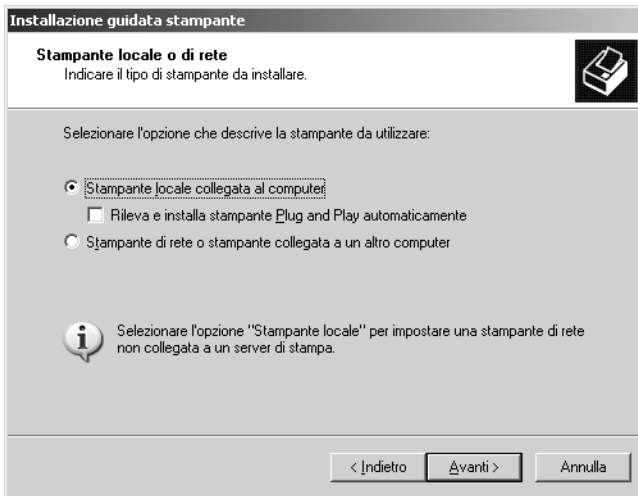 Installazione guidata stampante
Stampante locale o di rete
Indicare il tipo di stampante da installare.
Selezionare l'opzione che descrive la stampante da utilizzare:
Stampante locale collegata al computer
Rileva e installa stampante Plug and Play automaticamente
Stampante di rete o stampante collegata a un altro computer
Selezionare l'opzione "Stampante locale" per impostare una stampante di rete
non collegata a un server di stampa.
< Indietro
Avanti >
Annulla